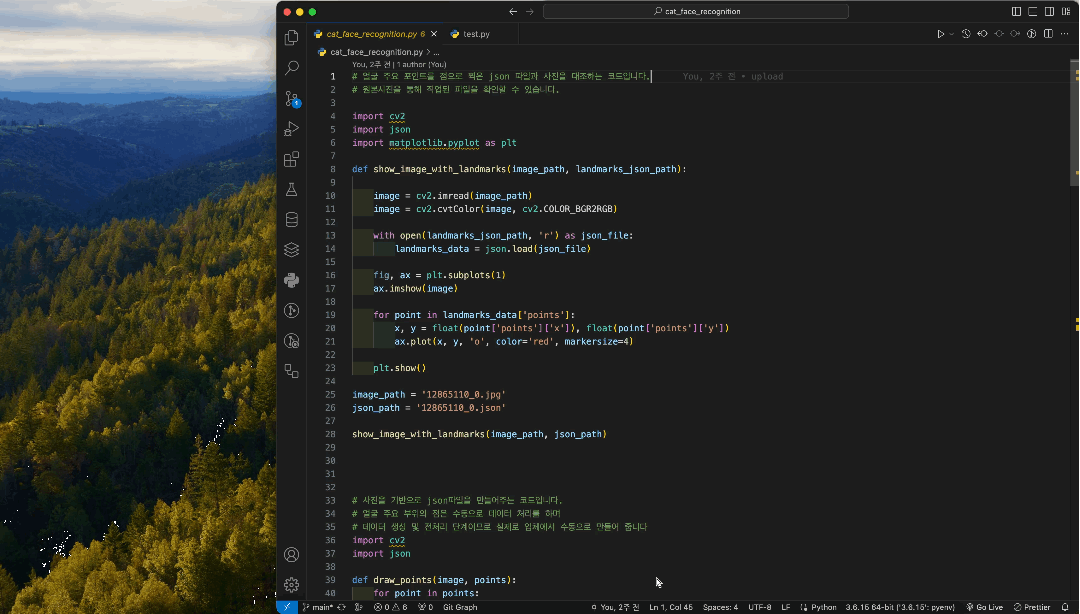 cat_face_recognition
cat_face_recognition.py 6
test.py
cat_face_recognition.py > ...
You, 2주 전 | 1 author (You)
1 # 얼굴 주요 포인트를 점으로 찍은 json 파일과 사진을 대조하는 코드입니다. You, 2주 전 • upload
2 # 원본사진을 통해 작업된 파일을 확인할 수 있습니다.
3
4 import cv2
5 import json
6 import matplotlib.pyplot as plt
7
8 def show_image_with_landmarks(image_path, landmarks_json_path):
9
10 image = cv2.imread(image_path)
11 image = cv2.cvtColor(image, cv2.COLOR_BGR2RGB)
12
13 with open(landmarks_json_path, 'r') as json_file:
14 landmarks_data = json.load(json_file)
15
16 fig, ax = plt.subplots(1)
17 ax.imshow(image)
18
19 for point in landmarks_data['points']:
20 x, y = float(point['points']['x']), float(point['points']['y'])
21 ax.plot(x, y, 'o', color='red', markersize=4)
22
23 plt.show()
24
25 image_path = '12865110_0.jpg'
26 json_path = '12865110_0.json'
27
28 show_image_with_landmarks(image_path, json_path)
29
30
31
32
33 # 사진을 기반으로 json파일을 만들어주는 코드입니다.
34 # 얼굴 주요 부위의 점은 수동으로 데이터 처리를 하며
35 # 데이터 생성 및 전처리 단계이므로 실제로 업체에서 수동으로 만들어 줍니다
36 import cv2
37 import json
38
39 def draw_points(image, points):
40 for point in points:
1
main* 0 6 0 Git Graph You, 2주 전 Ln 1, Col 45 Spaces: 4 UTF-8 LF Python 3.6.15 64-bit ('3.6.15': pyenv) Go Live Prettier